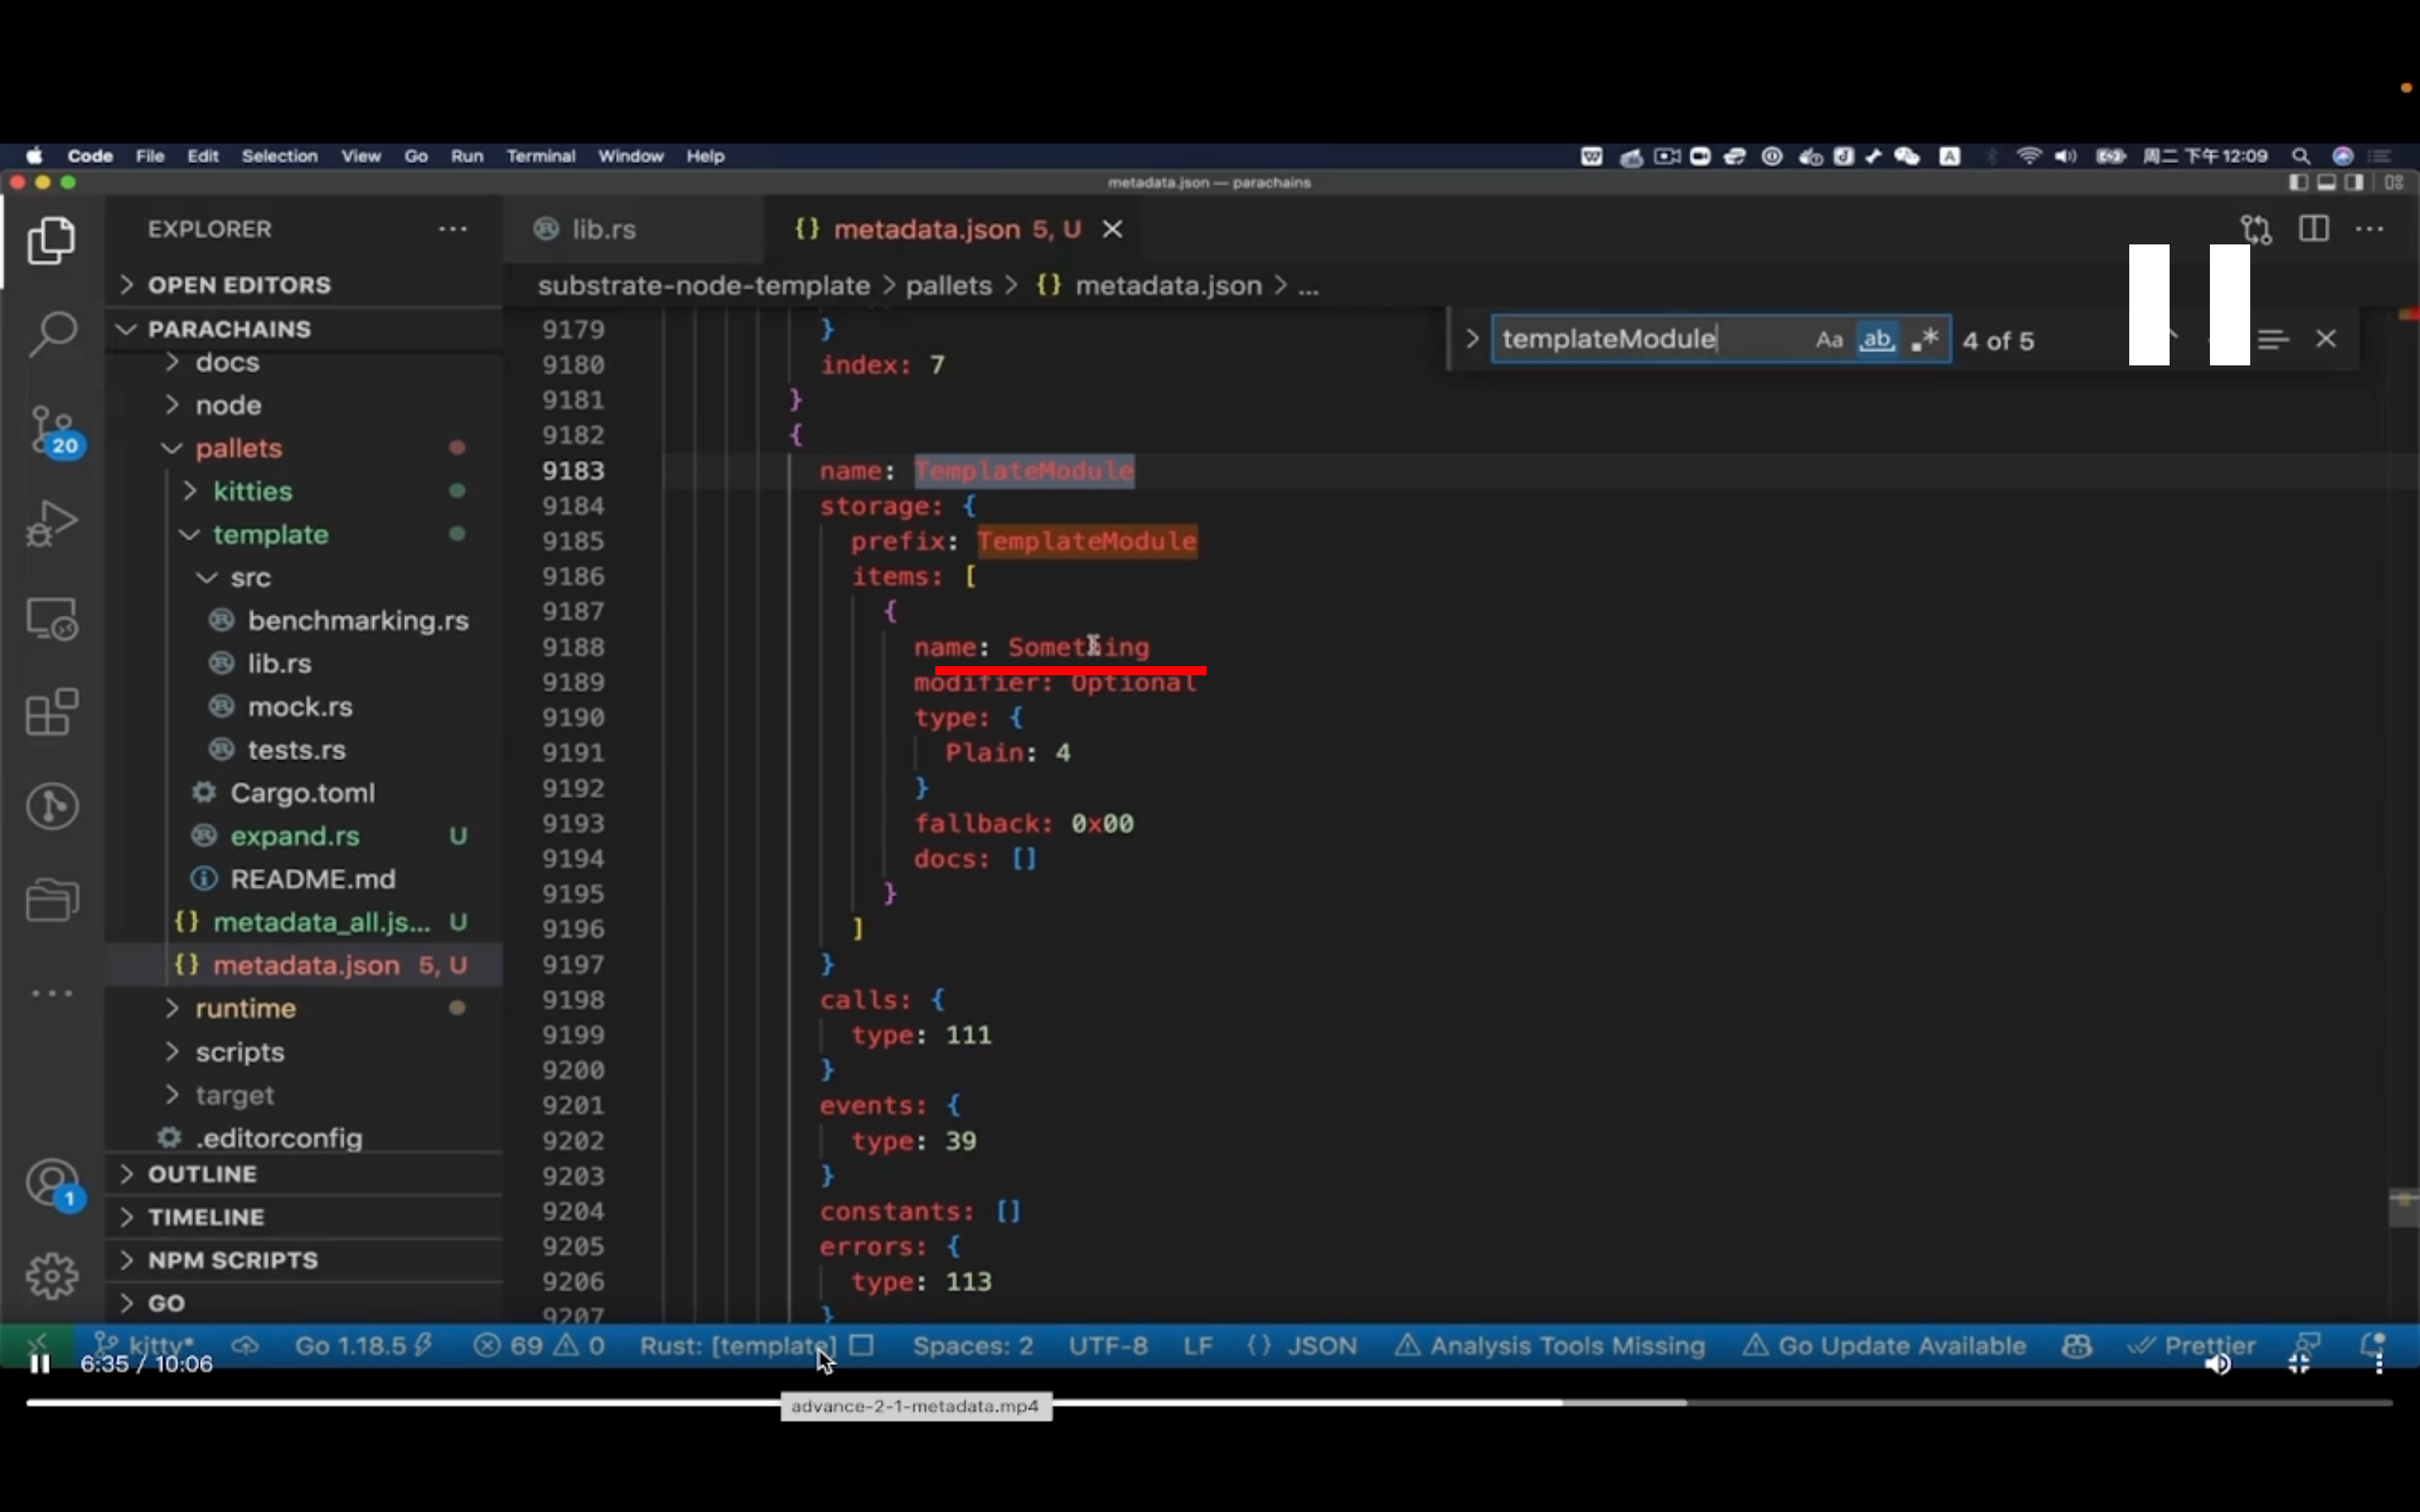 Code File Edit Selection View Go Run Terminal Window Help 周二 下午12:09
metadata.json — parachains
EXPLORER
lib.rs
{} metadata.json 5, U
OPEN EDITORS
substrate-node-template > pallets > {} metadata.json > ...
PARACHAINS
templateModule Aa ab .* 4 of 5
docs
node
pallets
kitties
template
src
benchmarking.rs
lib.rs
mock.rs
tests.rs
Cargo.toml
expand.rs U
README.md
{} metadata_all.js... U
{} metadata.json 5, U
runtime
scripts
target
.editorconfig
OUTLINE
TIMELINE
NPM SCRIPTS
GO
20
1
9179 }
9180 index: 7
9181 }
9182 {
9183 name: TemplateModule
9184 storage: {
9185 prefix: TemplateModule
9186 items: [
9187 {
9188 name: Something
9189 modifier: Optional
9190 type: {
9191 Plain: 4
9192 }
9193 fallback: 0x00
9194 docs: []
9195 }
9196 ]
9197 }
9198 calls: {
9199 type: 111
9200 }
9201 events: {
9202 type: 39
9203 }
9204 constants: []
9205 errors: {
9206 type: 113
9207 }
kitty* Go 1.18.5 69 0 Rust: [template] Spaces: 2 UTF-8 LF {} JSON Analysis Tools Missing Go Update Available Prettier
6:35 / 10:06
advance-2-1-metadata.mp4